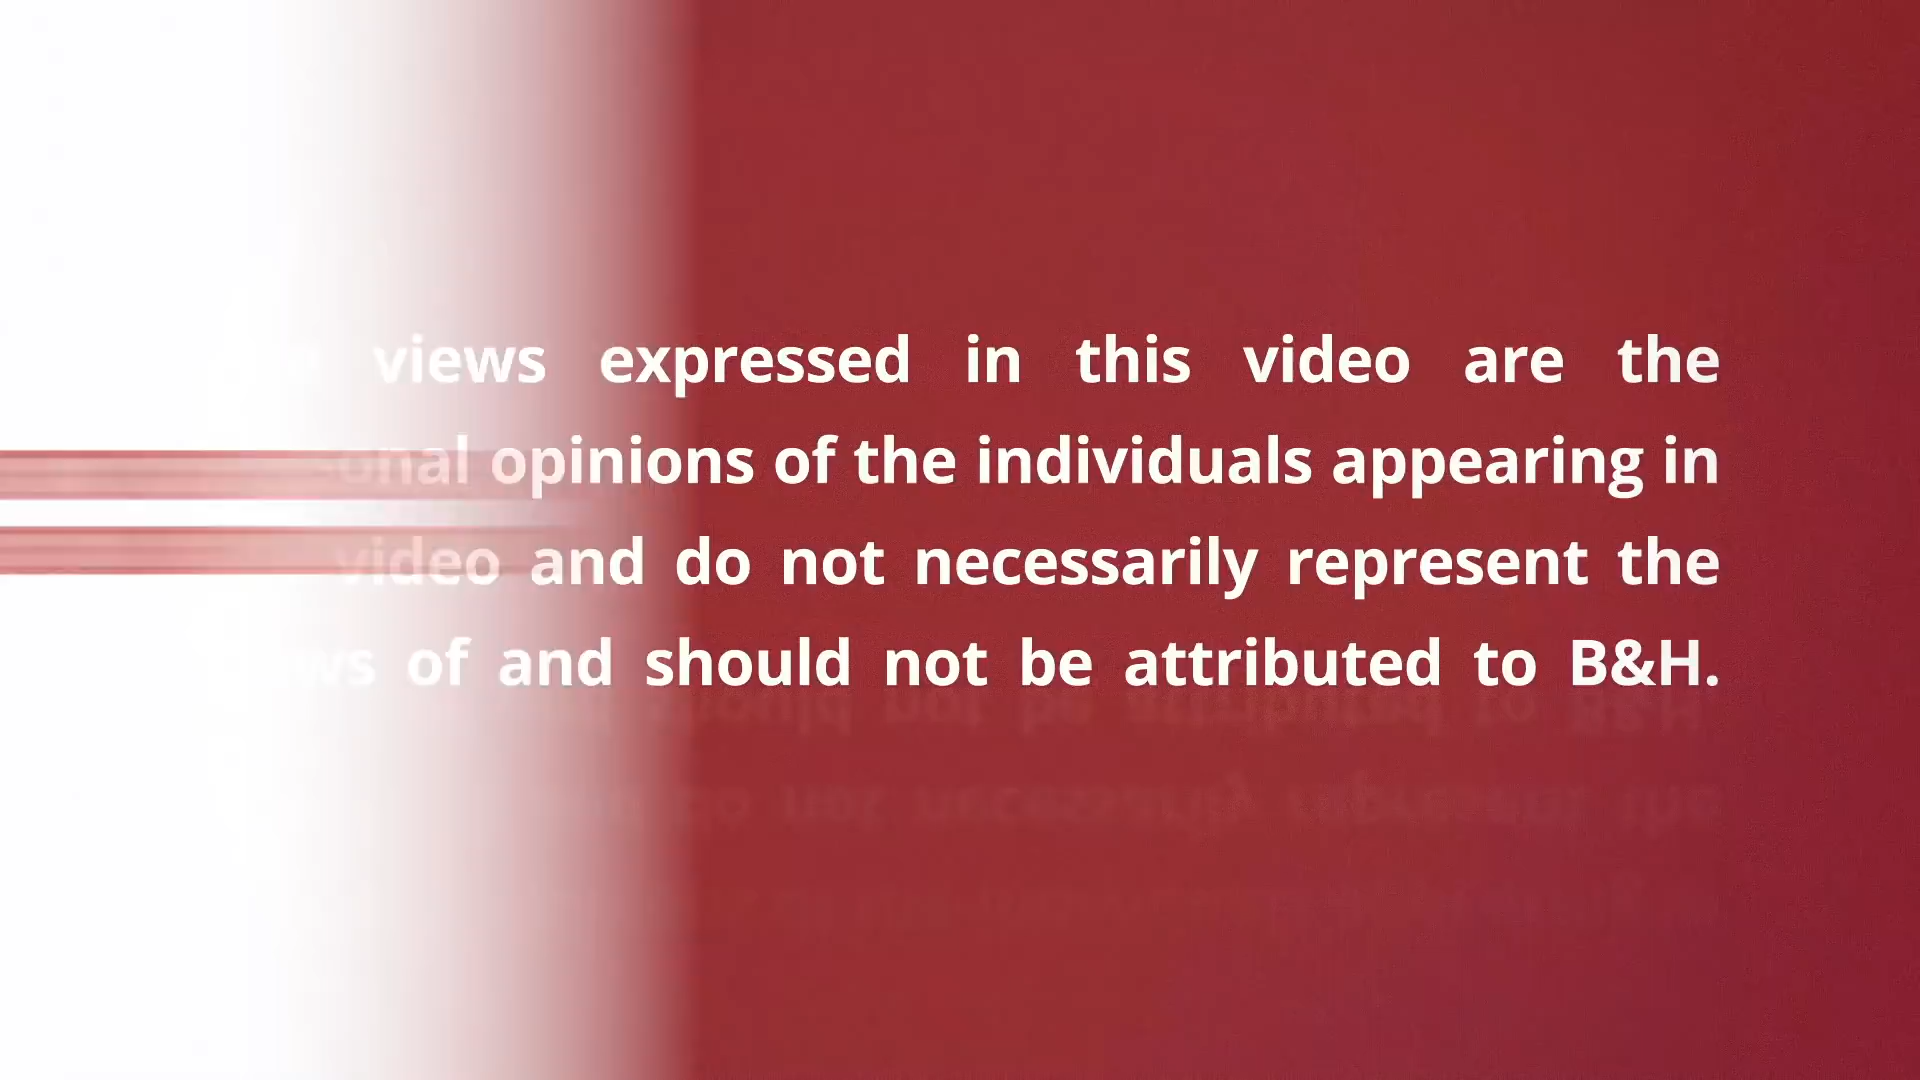 views expressed in this video are the
opinions of the individuals appearing in
video and do not necessarily represent the
of and should not be attributed to B&H.